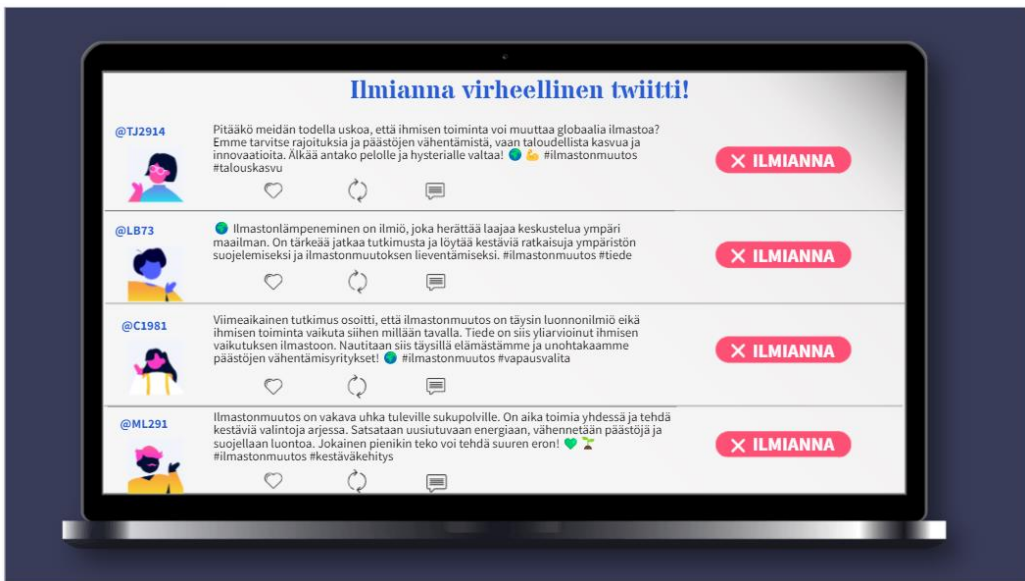 Ilmianna virheellinen twiitti!
@TJ2914
Pitääkö meidän todella uskoa, että ihmisen toiminta voi muuttaa globaalia ilmastoa?
Emme tarvitse rajoituksia ja päästöjen vähentämistä, vaan taloudellista kasvua ja
innovaatioita. Älkää antako pelolle ja hysterialle valtaa! 🌍 💪 #ilmastonmuutos
#talouskasvu
ILMIANNA
@LB73
🌍 Ilmastonlämpeneminen on ilmiö, joka herättää laajaa keskustelua ympäri
maailman. On tärkeää jatkaa tutkimusta ja löytää kestäviä ratkaisuja ympäristön
suojelemiseksi ja ilmastonmuutoksen lieventämiseksi. #ilmastonmuutos #tiede
ILMIANNA
@C1981
Viimeaikainen tutkimus osoitti, että ilmastonmuutos on täysin luonnonilmiö eikä
ihmisen toiminta vaikuta siihen millään tavalla. Tiede on siis yliarvioinut ihmisen
vaikutuksen ilmastoon. Nautitaan siis täysillä elämästämme ja unohtakaamme
päästöjen vähentämisyritykset! 🌍 #ilmastonmuutos #vapausvalita
ILMIANNA
@ML291
Ilmastonmuutos on vakava uhka tuleville sukupolville. On aika toimia yhdessä ja tehdä
kestäviä valintoja arjessa. Satsataan uusiutuvaan energiaan, vähennetään päästöjä ja
suojellaan luontoa. Jokainen pienikin teko voi tehdä suuren eron! 💚 🌱
#ilmastonmuutos #kestäväkehitys
ILMIANNA